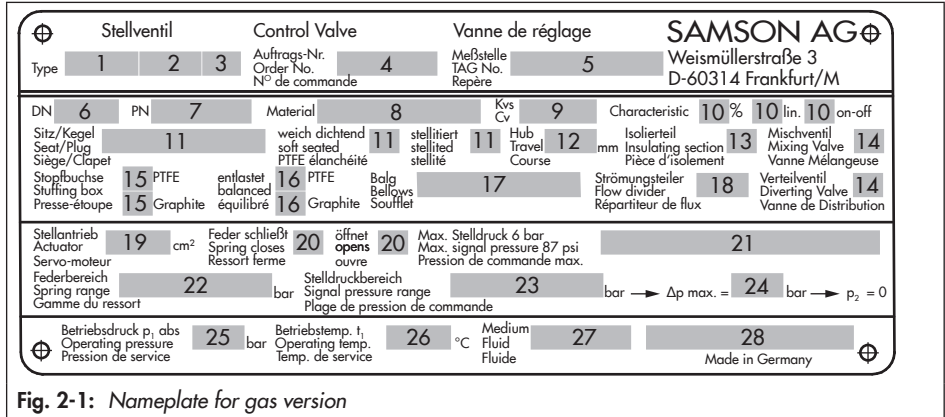 Stellventil Control Valve Vanne de réglage SAMSON AG
Type 1 2 3 Auftrags-Nr. Order No. N° de commande 4 Meßstelle TAG No. Repère 5 Weismüllerstraße 3 D-60314 Frankfurt/M
DN 6 PN 7 Material 8 Kvs Cv 9 Characteristic 10 % 10 lin. 10 on-off
Sitz/Kegel Seat/Plug Siège/Clapet 11 weich dichtend soft seated PTFE élanchéité 11 stellitiert stellited stellité 11 Hub Travel Course 12 mm Isolierteil Insulating section Pièce d'isolement 13 Mischventil Mixing Valve Vanne Mélangeuse 14
Stopfbuchse Stuffing box Presse-étoupe 15 PTFE 15 Graphite entlastet balanced équilibré 16 PTFE 16 Graphite Balg Bellows Soufflet 17 Strömungsteiler Flow divider Répartiteur de flux 18 Verteilventil Diverting Valve Vanne de Distribution 14
Stellantrieb Actuator Servo-moteur 19 cm² Feder schließt Spring closes Ressort ferme 20 öffnet opens ouvre 20 Max. Stelldruck 6 bar Max. signal pressure 87 psi Pression de commande max. 21
Federbereich Spring range Gamme du ressort 22 bar Stelldruckbereich Signal pressure range Plage de pression de commande 23 bar → Δp max. = 24 bar → p₂ = 0
Betriebsdruck p₁ abs Operating pressure Pression de service 25 bar Betriebstemp. t₁ Operating temp. Temp. de service 26 °C Medium Fluid Fluide 27 28 Made in Germany
Fig. 2-1: Nameplate for gas version